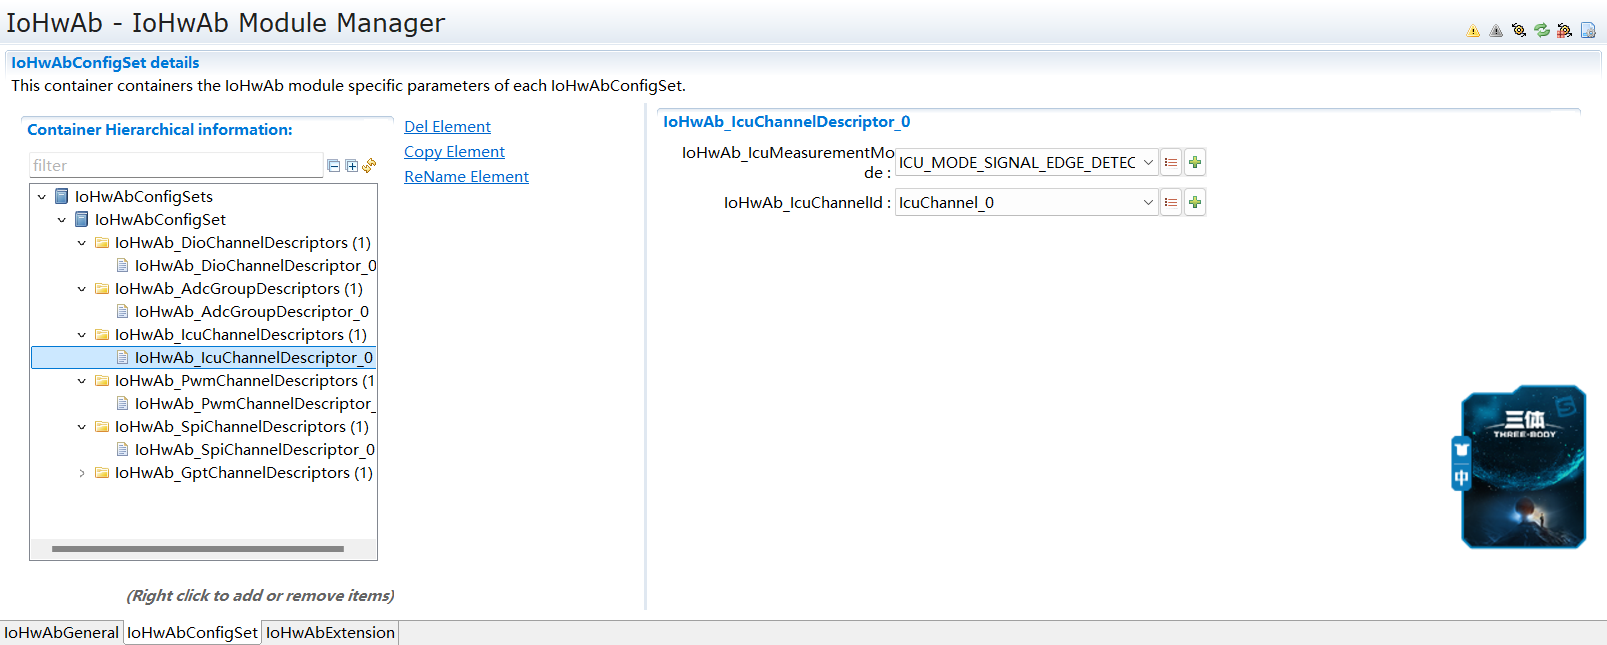 IoHwAb - IoHwAb Module Manager
IoHwAbConfigSet details
This container containers the IoHwAb module specific parameters of each IoHwAbConfigSet.
Container Hierarchical information:
filter
IoHwAbConfigSets
IoHwAbConfigSet
IoHwAb_DioChannelDescriptors (1)
IoHwAb_DioChannelDescriptor_0
IoHwAb_AdcGroupDescriptors (1)
IoHwAb_AdcGroupDescriptor_0
IoHwAb_IcuChannelDescriptors (1)
IoHwAb_IcuChannelDescriptor_0
IoHwAb_PwmChannelDescriptors (1
IoHwAb_PwmChannelDescriptor_
IoHwAb_SpiChannelDescriptors (1)
IoHwAb_SpiChannelDescriptor_0
IoHwAb_GptChannelDescriptors (1)
(Right click to add or remove items)
Del Element
Copy Element
ReName Element
IoHwAb_IcuChannelDescriptor_0
IoHwAb_IcuMeasurementMo
de :
ICU_MODE_SIGNAL_EDGE_DETEC
IoHwAb_IcuChannelId :
IcuChannel_0
三体
THREE-BODY
中
IoHwAbGeneral
IoHwAbConfigSet
IoHwAbExtension